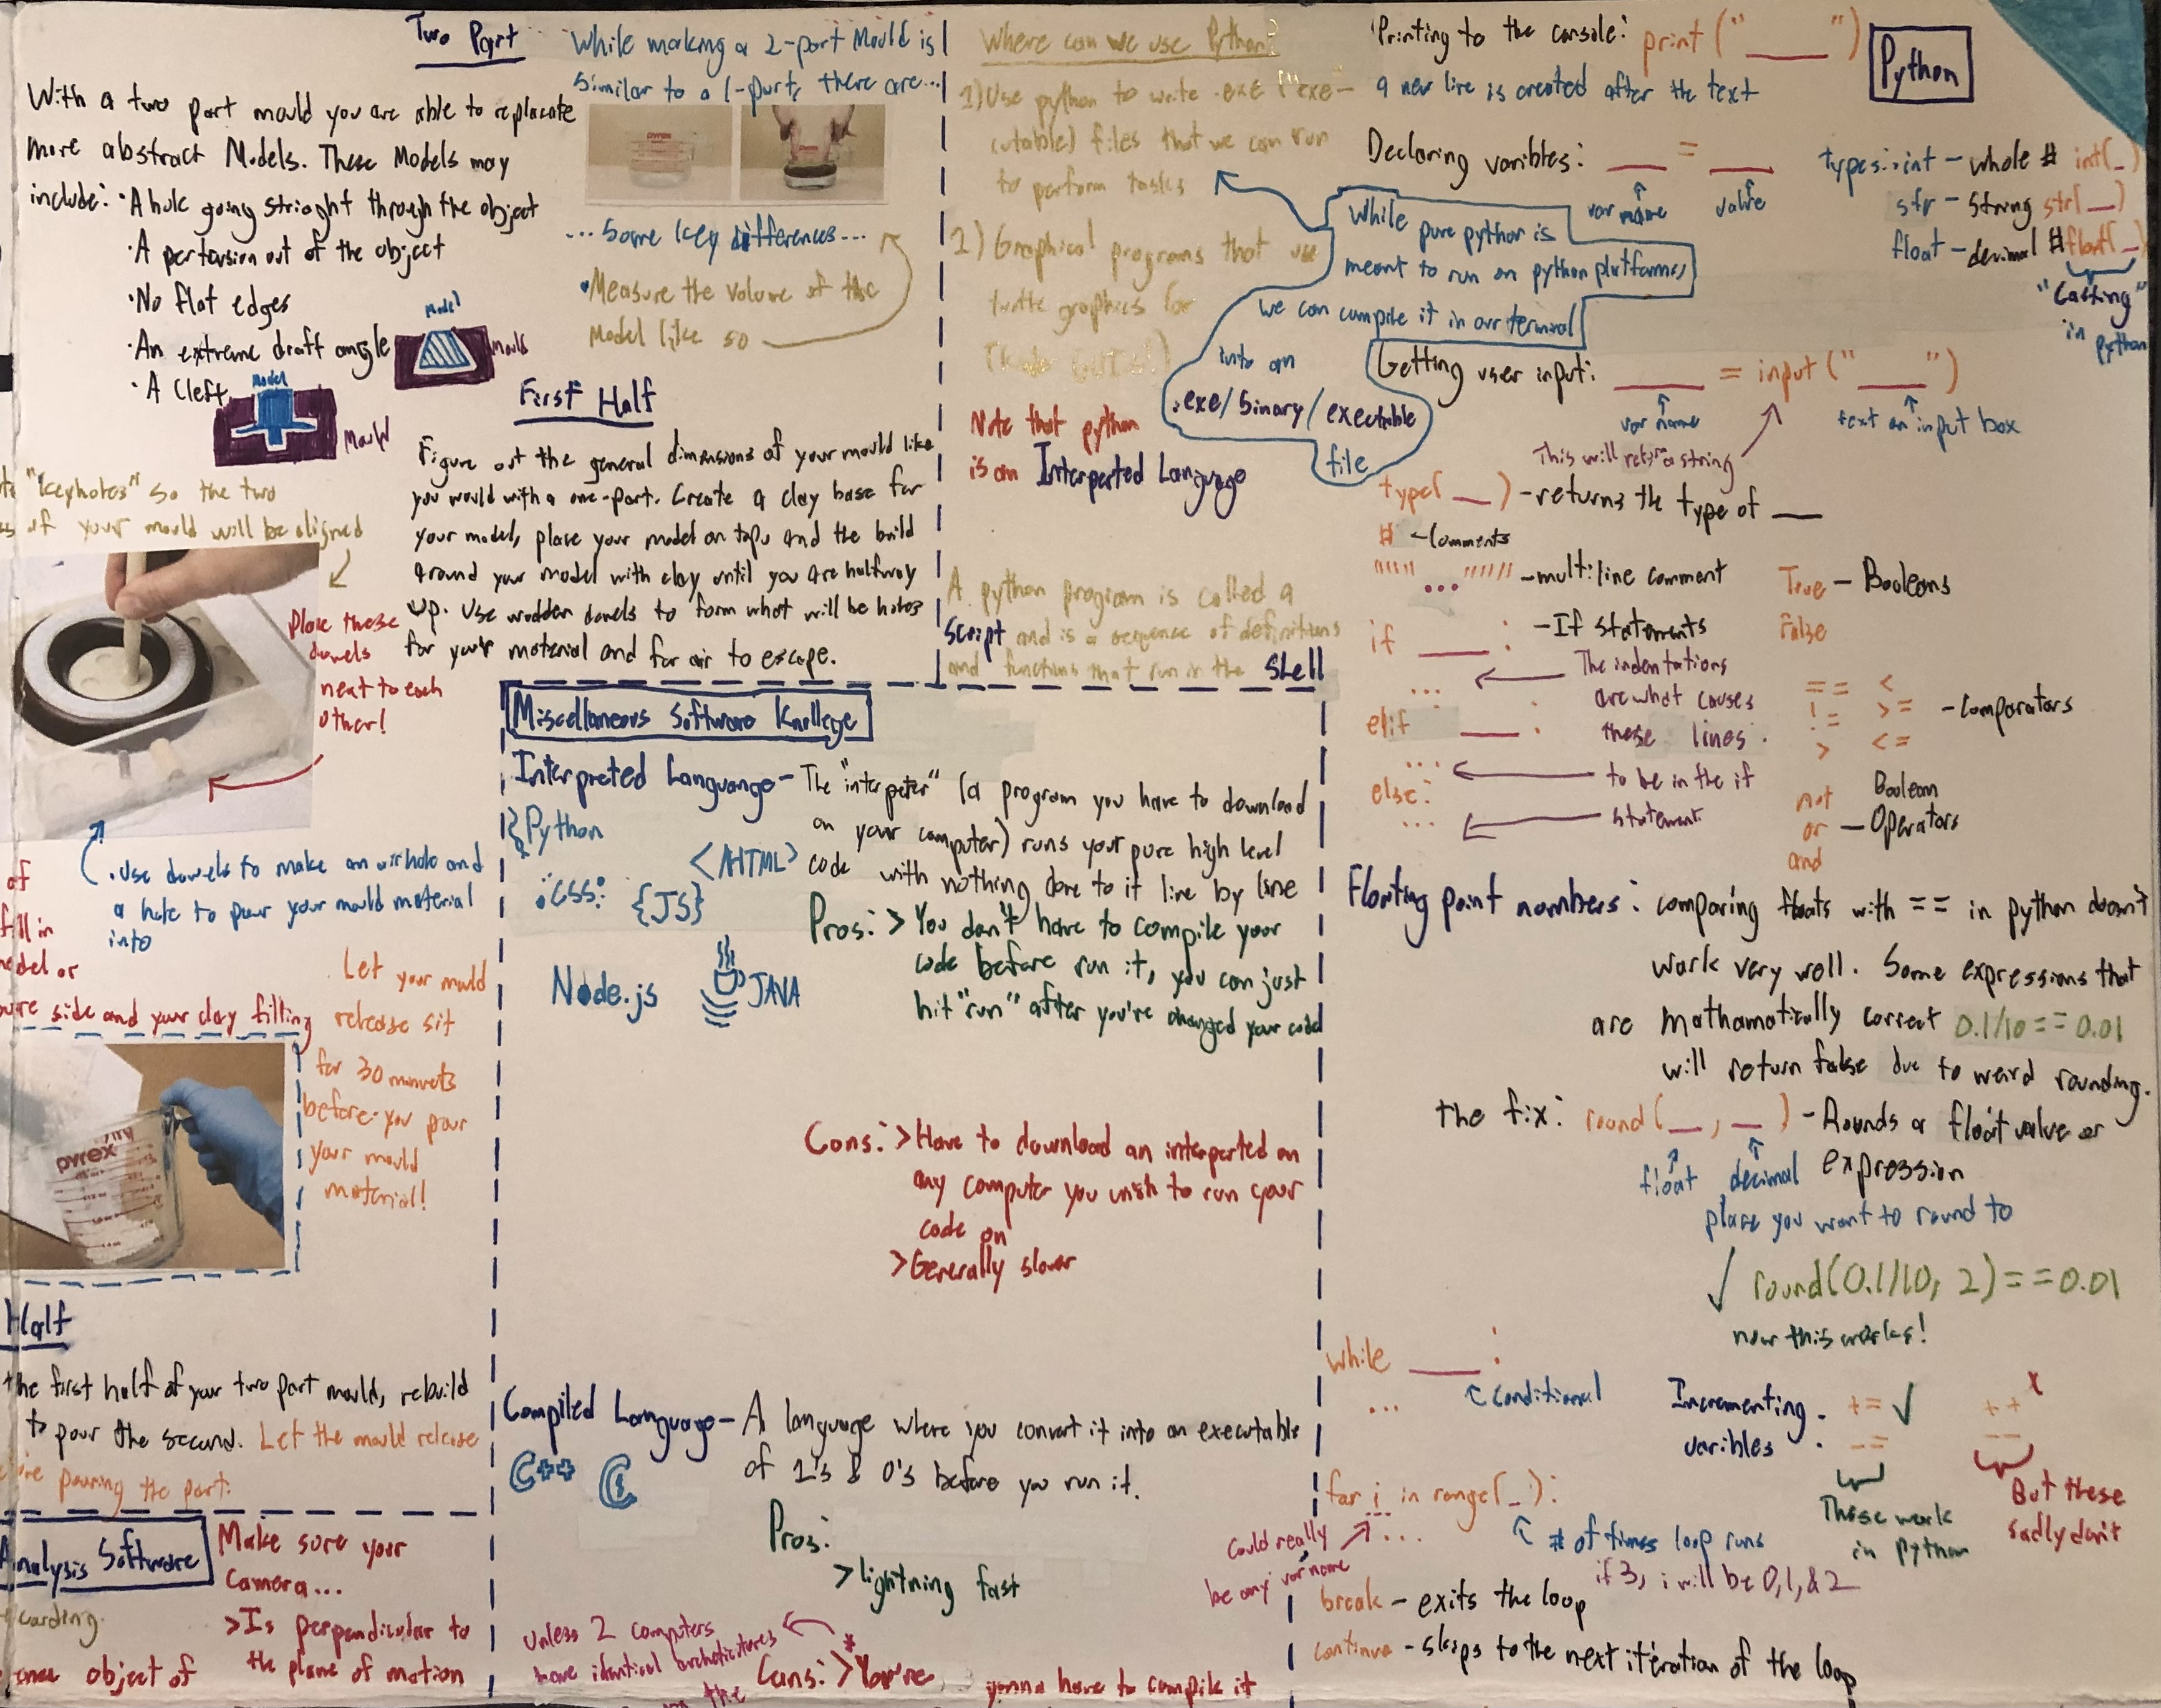 Two Part
With a two part mould you are able to replacate
more abstract Models. These Models may
include: • A hole going strioght through the object
• A pertersion out of the object
• No flat edges
• An extreme draft angle
• A Cleft
Model
Mould
Model
Mould
"keyholes" so the two
of your mould will be aligned
Place these
dowels
next to each
other!
• Use dowels to make an airhole and
a hole to pour your mould material
into
of
fill in
model or
side and your clay filling
Let your mould
release sit
for 30 minuets
before you pour
your mould
material!
pyrex
Half
the first half of your two part mould, rebuild
to pour the second. Let the mould release
pouring the part.
Analysis Software
Make sure your
camera...
>Is perpendicular to
the plane of motion
object of
While making a 2-part Mould is
similar to a 1-part, there are...
pyrex
...Some key differences...
• Measure the volume of the
Model like so
First Half
Figure out the general dimensions of your mould like
you would with a one-part. Create a clay base for
your model, place your model on top, and the build
around your model with clay until you are halfway
up. Use wodden dowels to form what will be holes
for your material and for air to escape.
Miscellaneous Software Knollege
Interpreted Languange - The "interpeter" (a program you have to download
on your computer) runs your pure high level
code with nothing done to it line by line
Python
<HTML>
CSS
{JS}
Node.js
JAVA
Pros: > You don't have to compile your
code before run it, you can just
hit "run" after you're changed your code
Cons: > Have to download an interperted on
any computer you wish to run your
code on
> Generally slower
Compiled Language - A language where you convert it into an executable
of 1's & 0's before you run it.
C++ C
Pros:
> lightning fast
Unless 2 computers
have identical archetictures
*
Cons: > You're gonna have to compile it
Where can we use Python?
1) Use python to write .exe ("exe-
cutable) files that we can run
to perform tasks
2) Graphical programs that use
turtle graphics for
While pure python is
meant to run on python platforms,
we can compile it in our terminal
into an
.exe/binary/executable
file
Note that python
is an Interperted Language
A python program is called a
Script and is a sequence of definitions
and functions that run in the Shell
Python
Printing to the console: print("____")
a new line is created after the text
Declaring varibles: ___ = ___
var name value
types: int - whole # int(_)
str - string str(__)
float - decimal # float(_)
"Casting"
in python
Getting user input: ____ = input("____")
var name
text on input box
This will return a string
type(__) - returns the type of __
# - Comments
""" ... """ - multiline comment
True - Booleans
False
if ____ : - If statements
...
elif ____ :
...
else:
...
The indentations
are what causes
these lines
to be in the if
statement
== <
!= >= - Comparators
> <=
not Boolean
or - Operators
and
Floating point numbers: comparing floats with == in python doesn't
work very well. Some expressions that
are mathamatically correct 0.1/10 == 0.01
will return false due to weird rounding.
the fix: round(__, __) - Rounds a float value or
expression
float
decimal
place you want to round to
✓ round(0.1/10, 2) == 0.01
now this works!
while ____ :
...
conditional
Incrementing
varibles
: += ✓ ++ x
-= --
These work
in python
But these
sadly don't
for i in range(_):
...
Could really
be any var name
# of times loop runs
if 3, i will be 0,1,&2
break - exits the loop
continue - skips to the next iteration of the loop